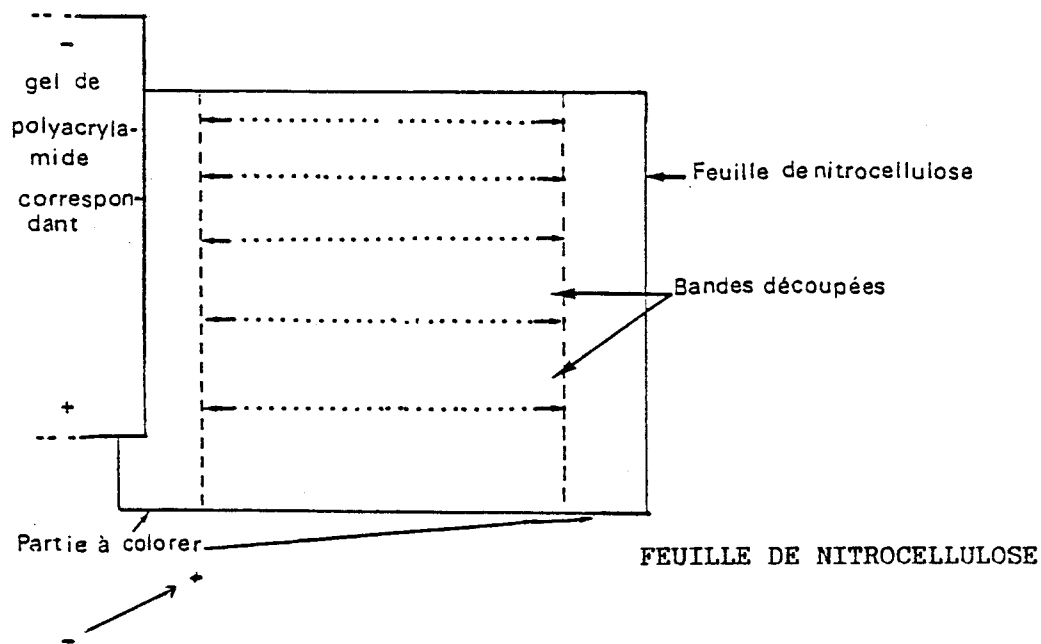 -
gel de
polyacryla-
mide
correspon-
dant
+
Feuille de nitrocellulose
Bandes découpées
Partie à colorer
FEUILLE DE NITROCELLULOSE
+
-